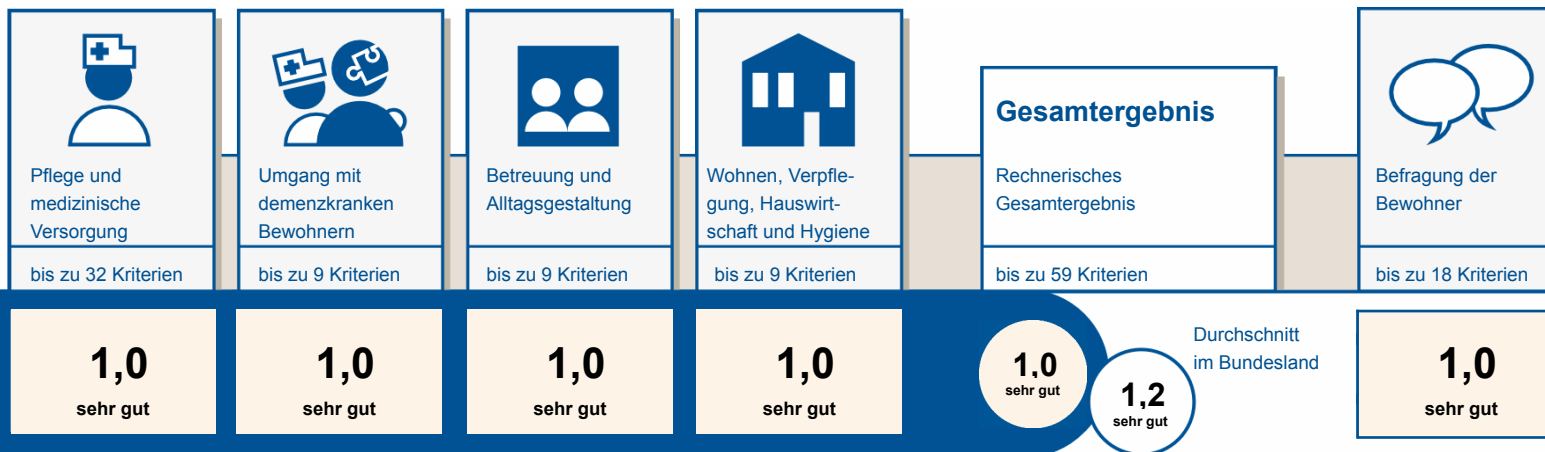 Pflege und
medizinische
Versorgung
bis zu 32 Kriterien
1,0
sehr gut
Umgang mit
demenzkranken
Bewohnern
bis zu 9 Kriterien
1,0
sehr gut
Betreuung und
Alltagsgestaltung
bis zu 9 Kriterien
1,0
sehr gut
Wohnen, Verpfle-
gung, Hauswirt-
schaft und Hygiene
bis zu 9 Kriterien
1,0
sehr gut
Gesamtergebnis
Rechnerisches
Gesamtergebnis
bis zu 59 Kriterien
1,0
sehr gut
1,2
sehr gut
Durchschnitt
im Bundesland
Befragung der
Bewohner
bis zu 18 Kriterien
1,0
sehr gut